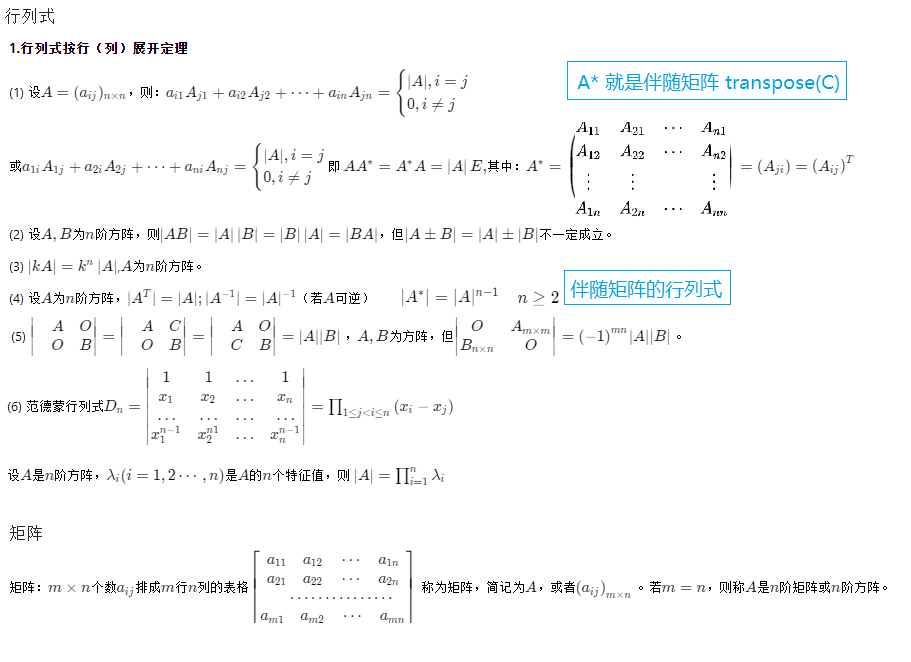 行列式
1.行列式按行（列）展开定理
(1) 设$A = (a_{ij})_{n \times n}$，则：$a_{i1}A_{j1} + a_{i2}A_{j2} + \cdots + a_{in}A_{jn} = \begin{cases} |A|, i = j \\ 0, i \neq j \end{cases}$
A* 就是伴随矩阵 transpose(C)
或$a_{1i}A_{1j} + a_{2i}A_{2j} + \cdots + a_{ni}A_{nj} = \begin{cases} |A|, i = j \\ 0, i \neq j \end{cases}$ 即 $AA^* = A^*A = |A|E$,其中：$A^* = \begin{pmatrix} A_{11} & A_{21} & \cdots & A_{n1} \\ A_{12} & A_{22} & \cdots & A_{n2} \\ \vdots & \vdots & & \vdots \\ A_{1n} & A_{2n} & \cdots & A_{nn} \end{pmatrix} = (A_{ji}) = (A_{ij})^T$
(2) 设$A, B$为$n$阶方阵，则$|AB| = |A||B| = |B||A| = |BA|$，但$|A \pm B| = |A| \pm |B|$不一定成立。
(3) $|kA| = k^n|A|$,$A$为$n$阶方阵。
(4) 设$A$为$n$阶方阵，$|A^T| = |A|; |A^{-1}| = |A|^{-1}$（若$A$可逆） $|A^*| = |A|^{n-1}$ $n \geq 2$
伴随矩阵的行列式
(5) $\begin{vmatrix} A & O \\ O & B \end{vmatrix} = \begin{vmatrix} A & C \\ O & B \end{vmatrix} = \begin{vmatrix} A & O \\ C & B \end{vmatrix} = |A||B|$ ，$A, B$为方阵，但$\begin{vmatrix} O & A_{m \times m} \\ B_{n \times n} & O \end{vmatrix} = (-1)^{mn}|A||B|$ 。
(6) 范德蒙行列式$D_n = \begin{vmatrix} 1 & 1 & \ldots & 1 \\ x_1 & x_2 & \ldots & x_n \\ \ldots & \ldots & \ldots & \ldots \\ x_1^{n-1} & x_2^{n1} & \ldots & x_n^{n-1} \end{vmatrix} = \prod_{1 \leq j < i \leq n} (x_i - x_j)$
设$A$是$n$阶方阵，$\lambda_i (i = 1, 2 \cdots, n)$是$A$的$n$个特征值，则 $|A| = \prod_{i=1}^n \lambda_i$
矩阵
矩阵：$m \times n$个数$a_{ij}$排成$m$行$n$列的表格$\begin{bmatrix} a_{11} & a_{12} & \cdots & a_{1n} \\ a_{21} & a_{22} & \cdots & a_{2n} \\ \cdots & \cdots & \cdots & \cdots \\ a_{m1} & a_{m2} & \cdots & a_{mn} \end{bmatrix}$ 称为矩阵，简记为$A$，或者$(a_{ij})_{m \times n}$ 。若$m = n$，则称$A$是$n$阶矩阵或$n$阶方阵。